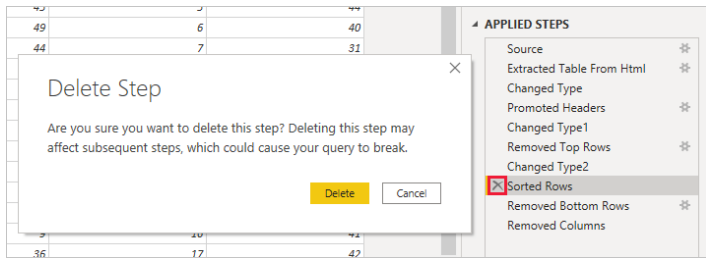 49 6 40
44 7 31
Delete Step
Are you sure you want to delete this step? Deleting this step may
affect subsequent steps, which could cause your query to break.
Delete Cancel
36 17 42
APPLIED STEPS
Source
Extracted Table From Html
Changed Type
Promoted Headers
Changed Type1
Removed Top Rows
Changed Type2
Sorted Rows
Removed Bottom Rows
Removed Columns